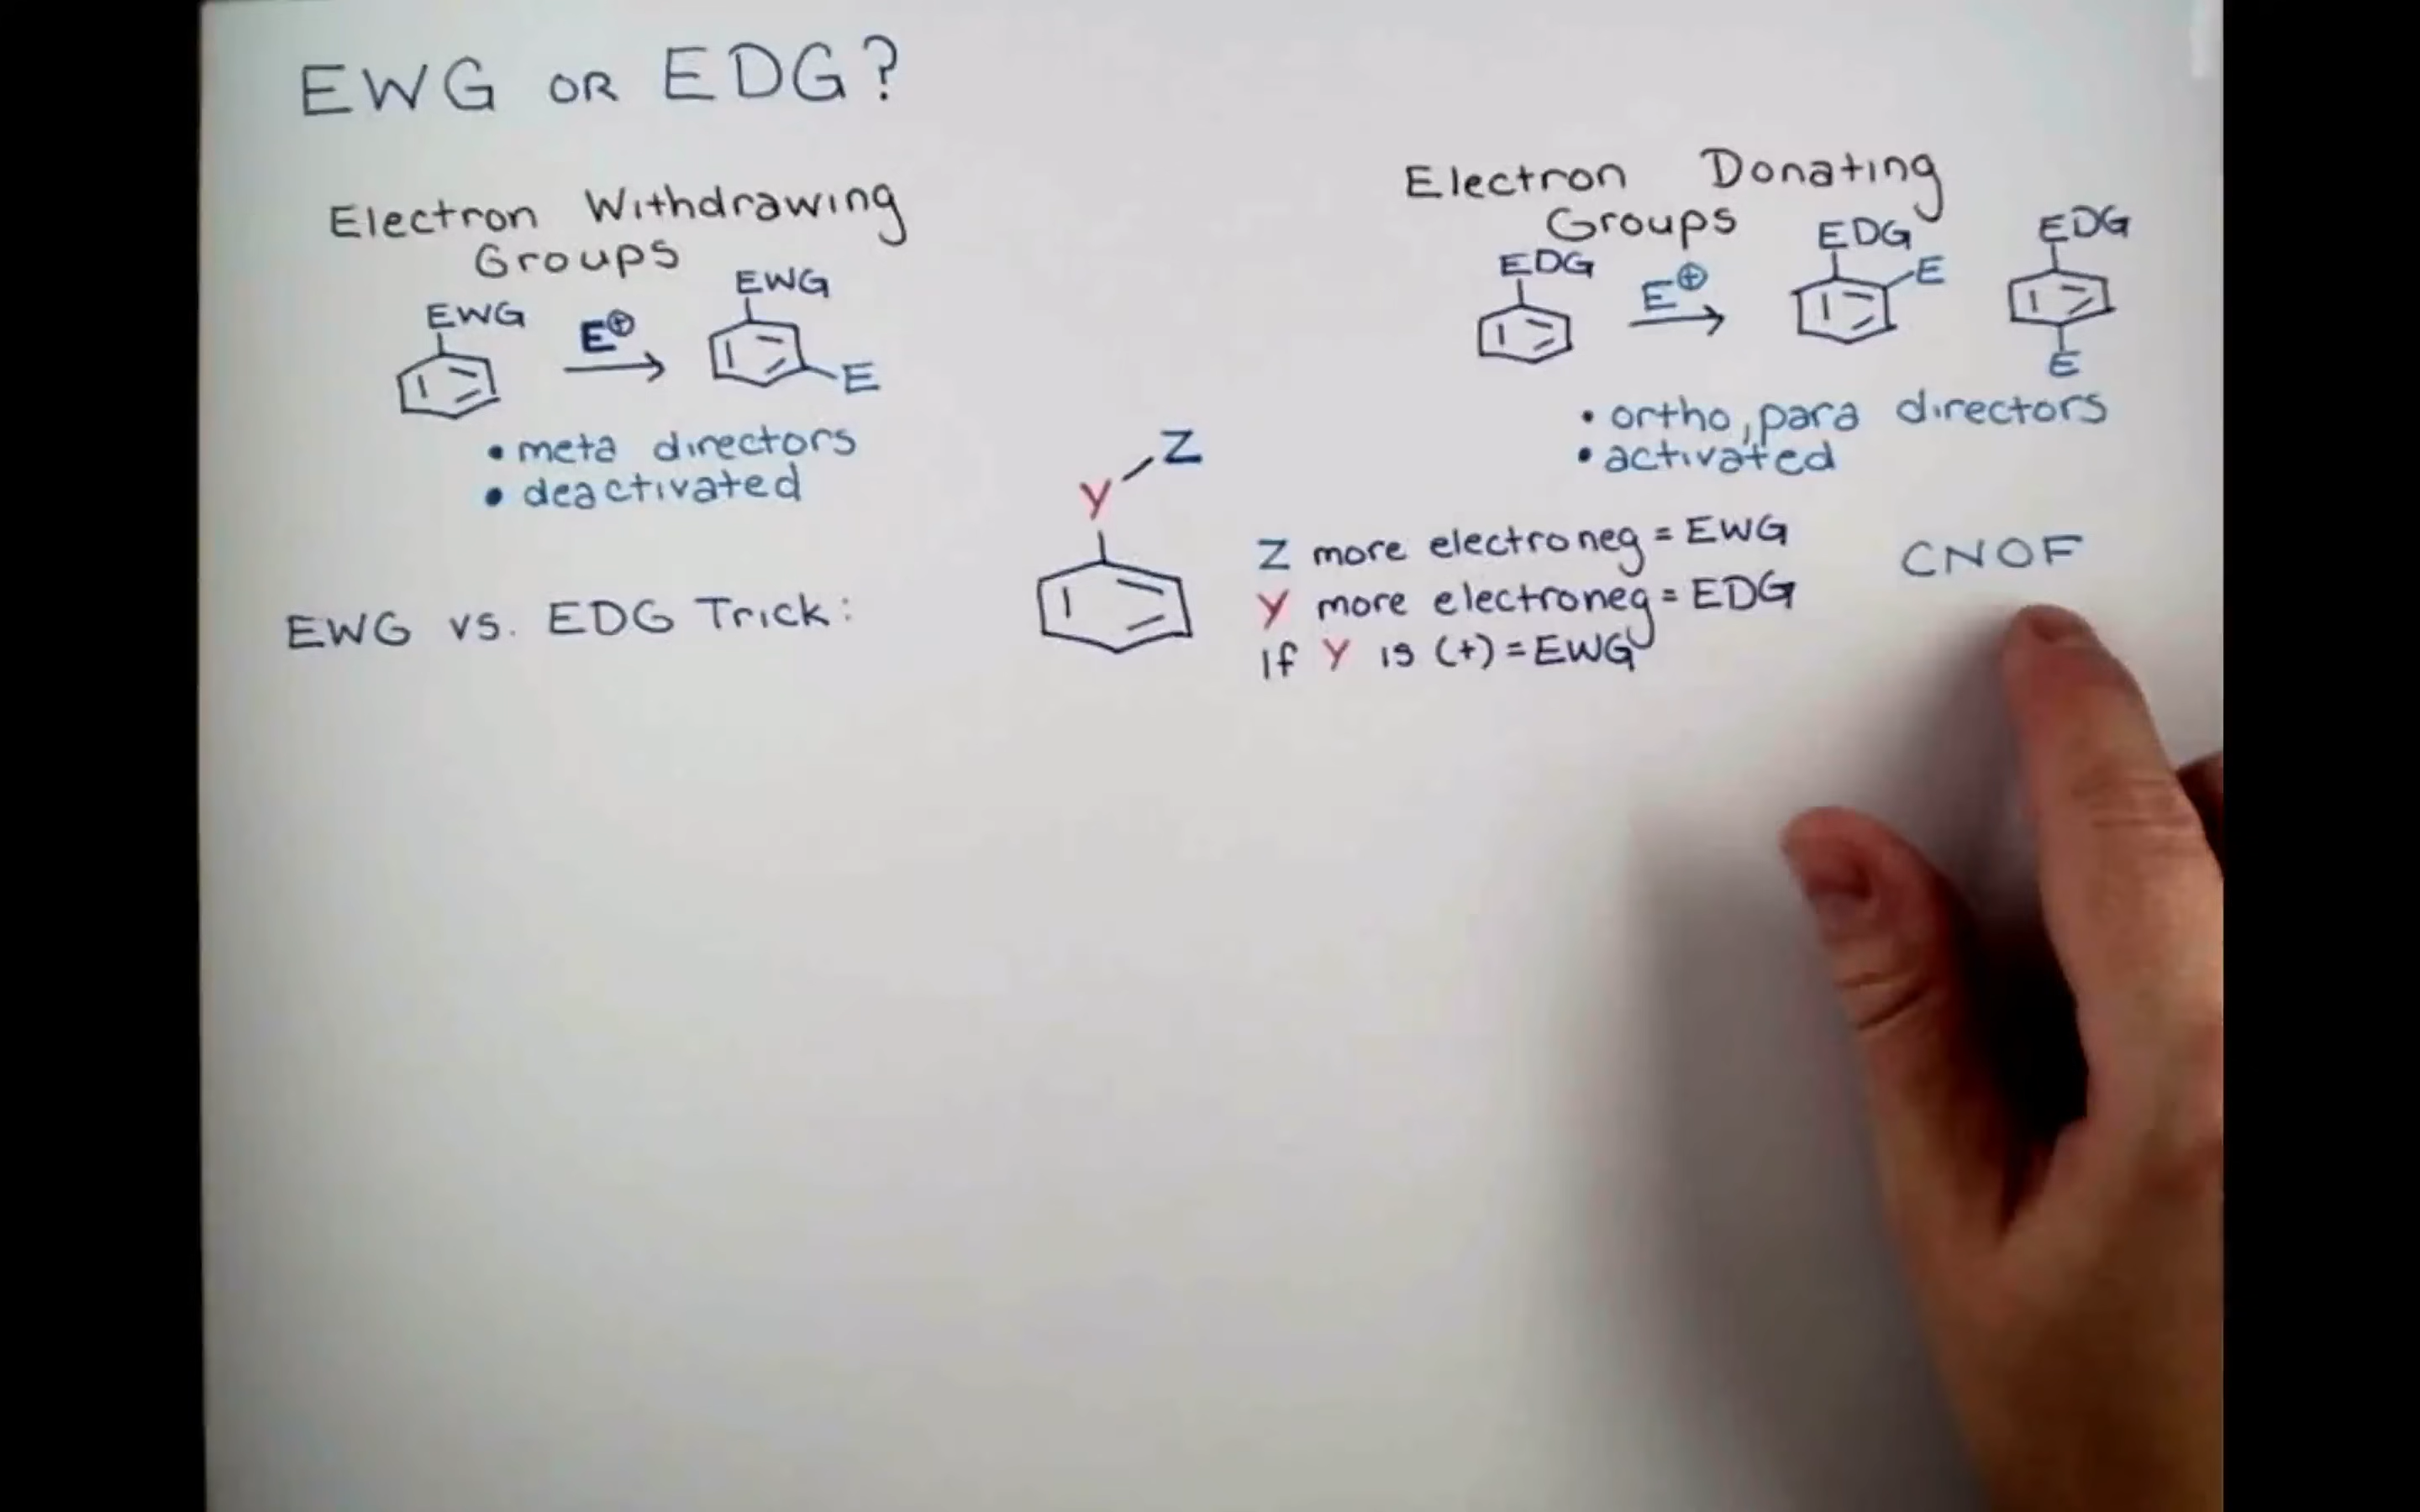 EWG OR EDG?
Electron Withdrawing
Groups
EWG
E⊕
EWG
E
• meta directors
• deactivated
Electron Donating
Groups
EDG
E⊕
EDG
E
EDG
E
• ortho, para directors
• activated
EWG vs. EDG Trick:
Z
Y
Z more electroneg = EWG
Y more electroneg = EDG
If Y is (+) = EWG
CNOF